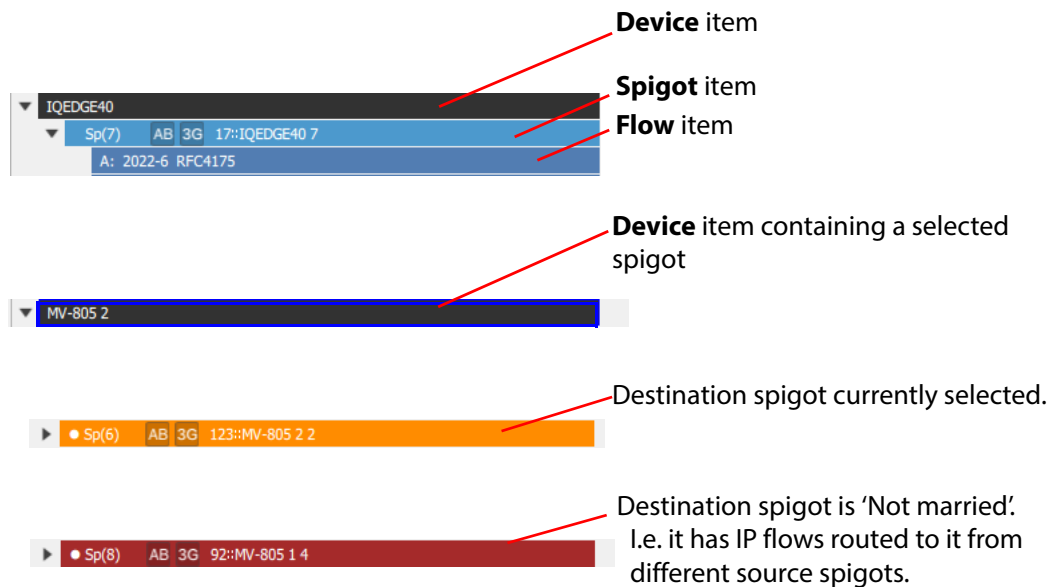 Device item
Spigot item
Flow item
IQEDGE40
Sp(7) AB 3G 17::IQEDGE40 7
A: 2022-6 RFC4175
Device item containing a selected
spigot
MV-805 2
Destination spigot currently selected.
Sp(6) AB 3G 123::MV-805 2 2
Destination spigot is ‘Not married’.
I.e. it has IP flows routed to it from
different source spigots.
Sp(8) AB 3G 92::MV-805 1 4